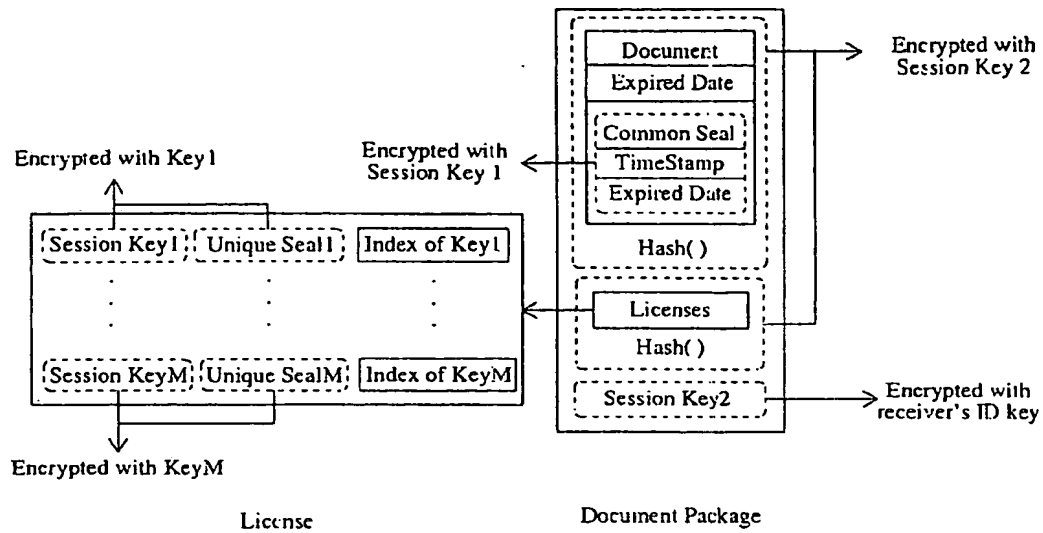 Document
Expired Date
Common Seal
TimeStamp
Expired Date
Hash( )
Licenses
Hash( )
Session Key2
Encrypted with
Session Key 2
Encrypted with
Session Key 1
Encrypted with
receiver's ID key
Encrypted with Key1
Session Key1 Unique Seal1 Index of Key1
Session KeyM Unique SealM Index of KeyM
Encrypted with KeyM
License
Document Package